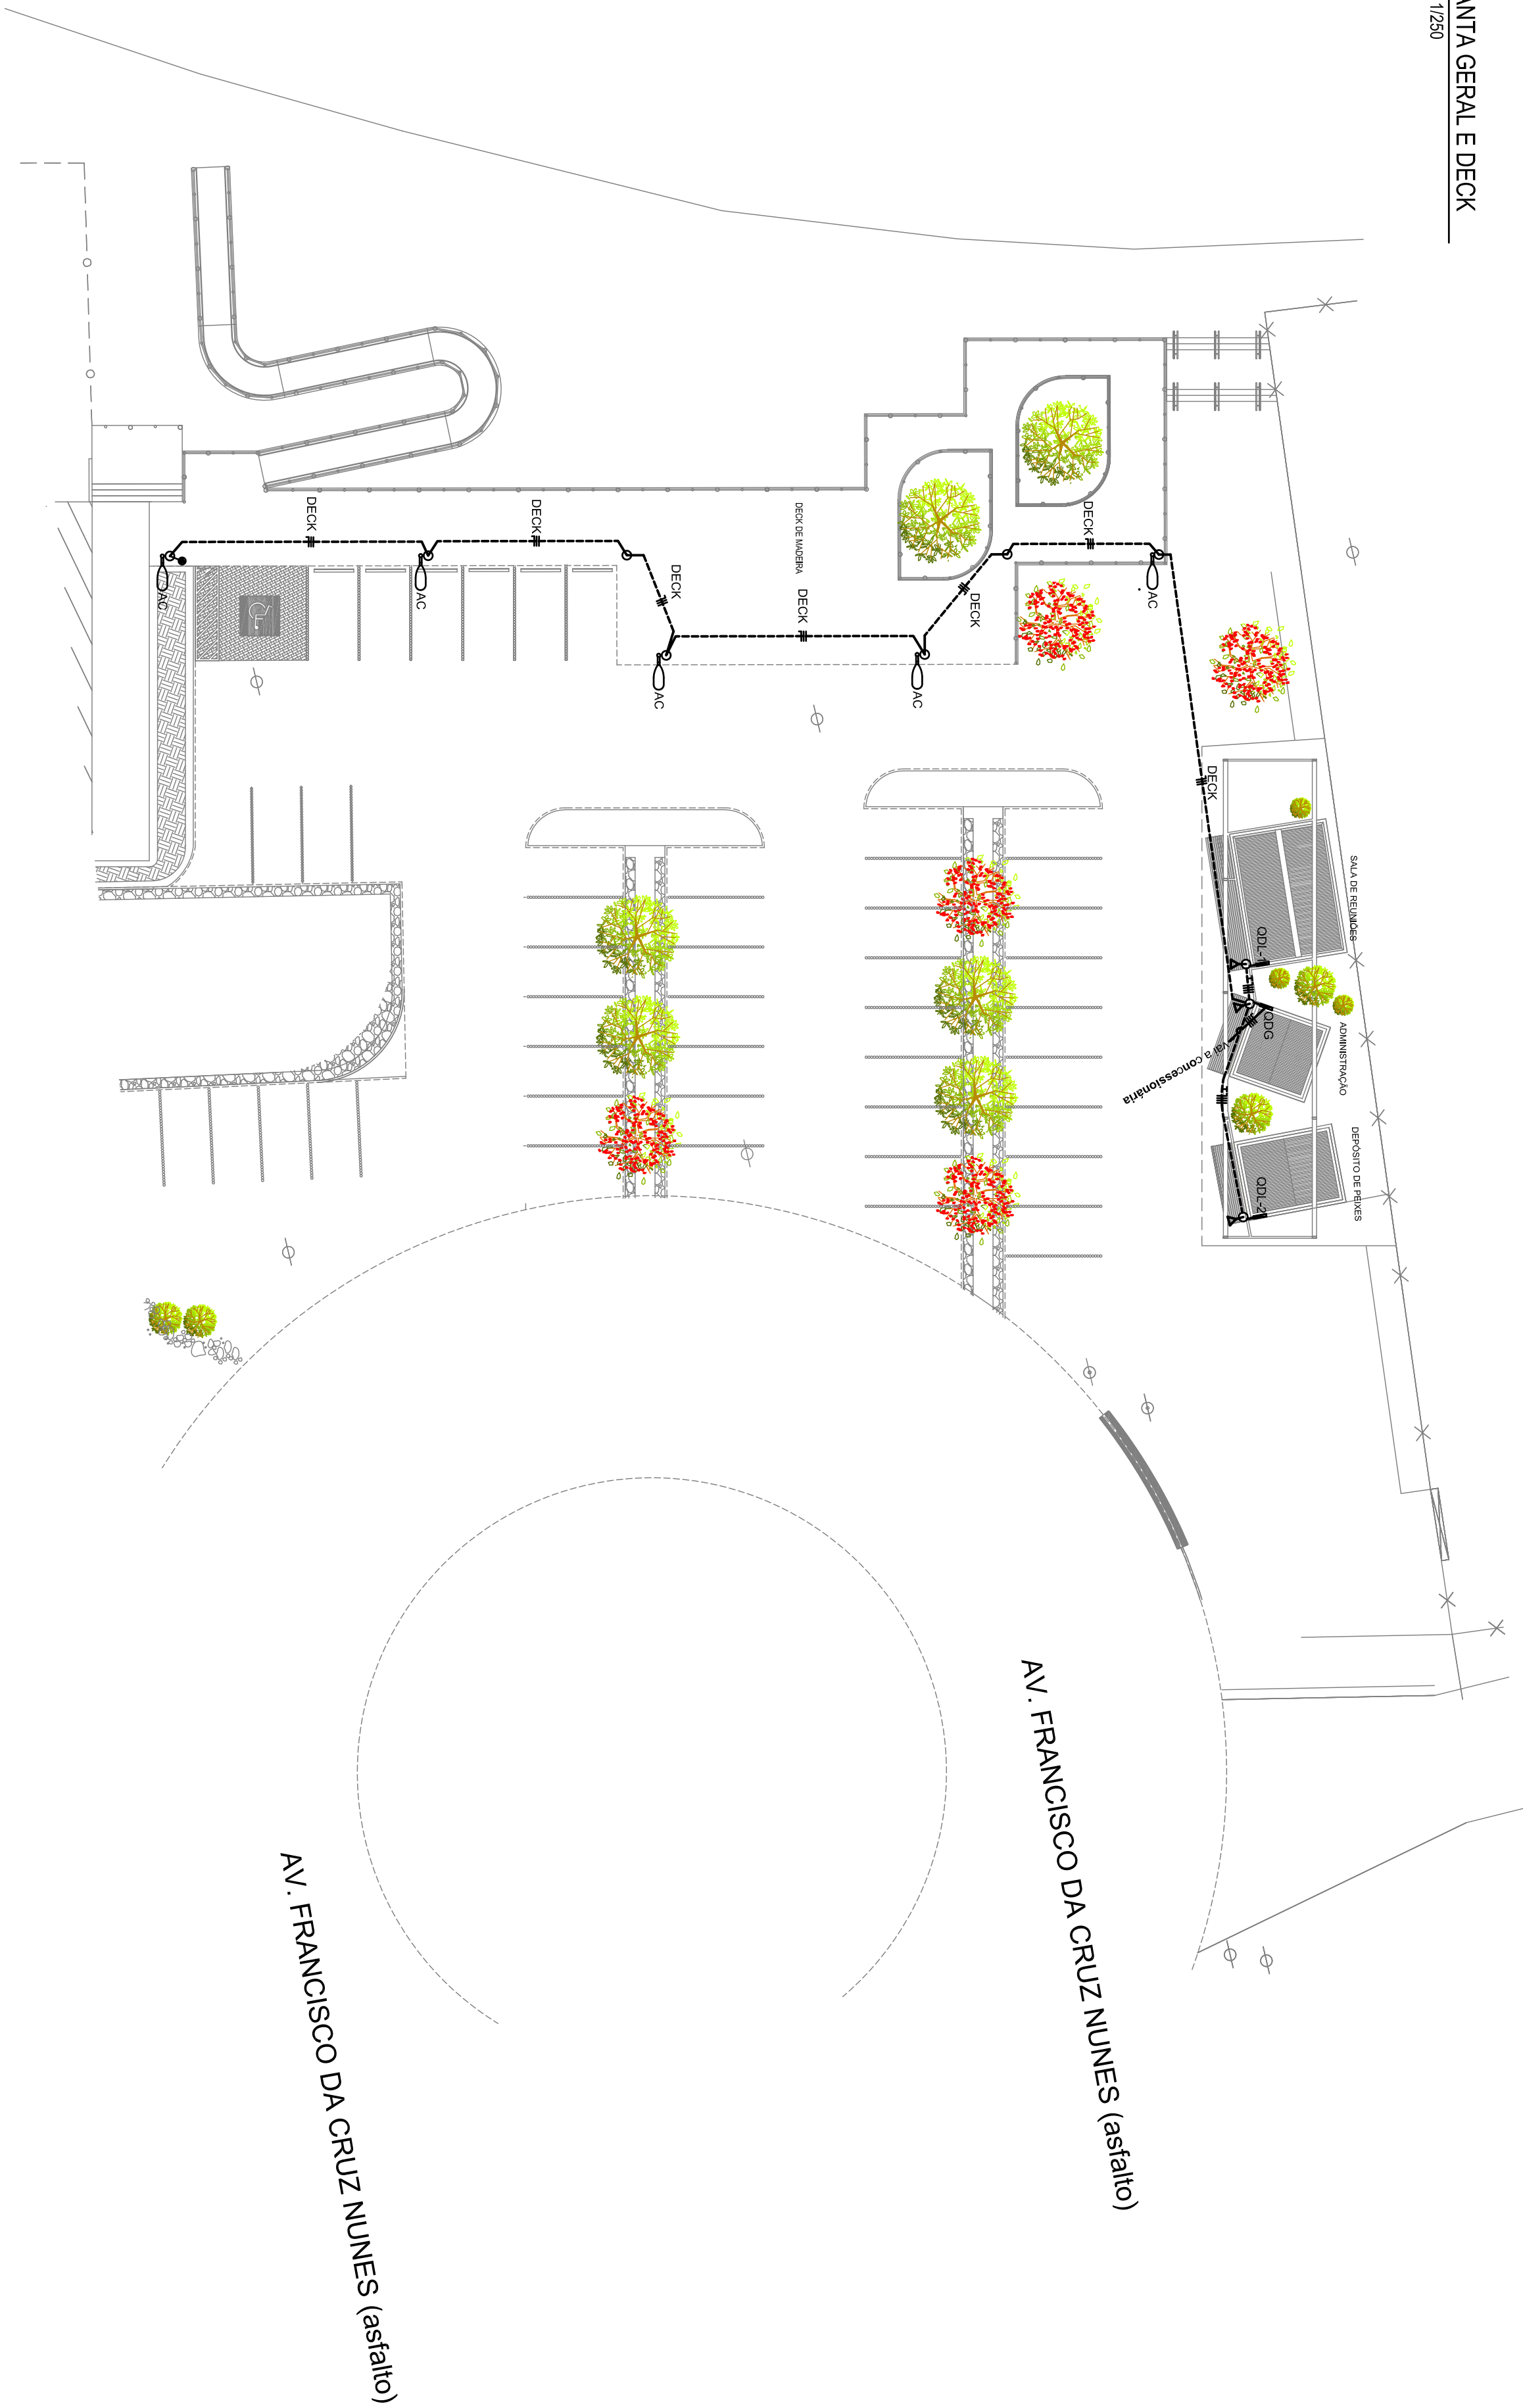 ANTA GERAL E DECK
1/250
DECK
DECK
DECK
DECK DE MADEIRA
DECK
DECK
DECK
AC
AC
AC
AC
AC
DECK
SALA DE REUNIÕES
QDL-1
QDG
ADMINISTRAÇÃO
vai a concessionária
DEPÓSITO DE PEIXES
QDL-2
AV. FRANCISCO DA CRUZ NUNES (asfalto)
AV. FRANCISCO DA CRUZ NUNES (asfalto)